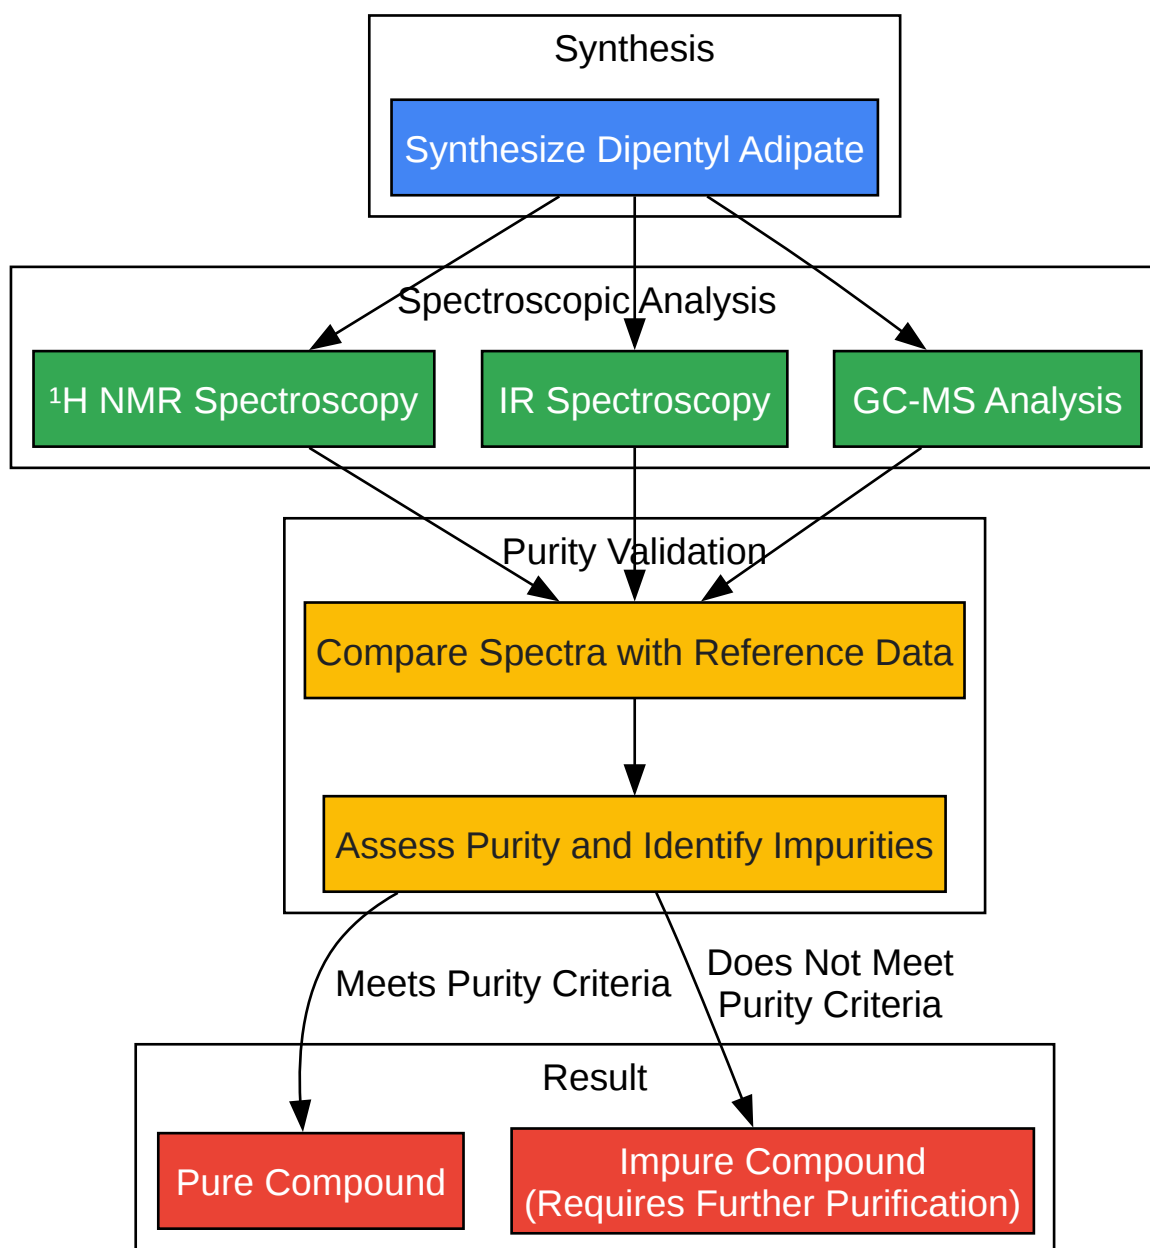 Synthesis
Synthesize Dipentyl Adipate
Spectroscopic Analysis
¹H NMR Spectroscopy
IR Spectroscopy
GC-MS Analysis
Purity Validation
Compare Spectra with Reference Data
Assess Purity and Identify Impurities
Meets Purity Criteria
Does Not Meet
Purity Criteria
Result
Pure Compound
Impure Compound
(Requires Further Purification)